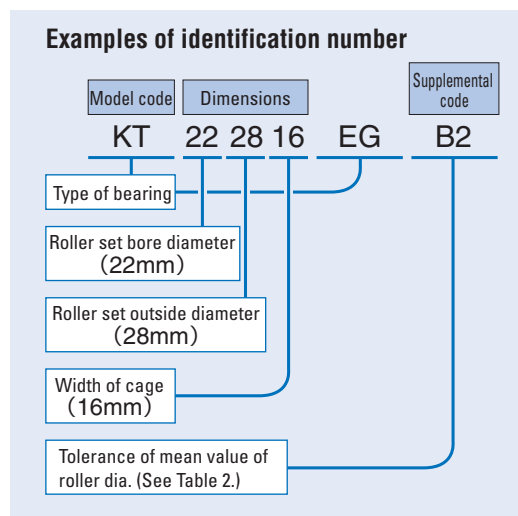 Examples of identification number
Model code
Dimensions
Supplemental
code
KT 22 28 16 EG B2
Type of bearing
Roller set bore diameter
（22mm）
Roller set outside diameter
（28mm）
Width of cage
（16mm）
Tolerance of mean value of
roller dia. (See Table 2.)